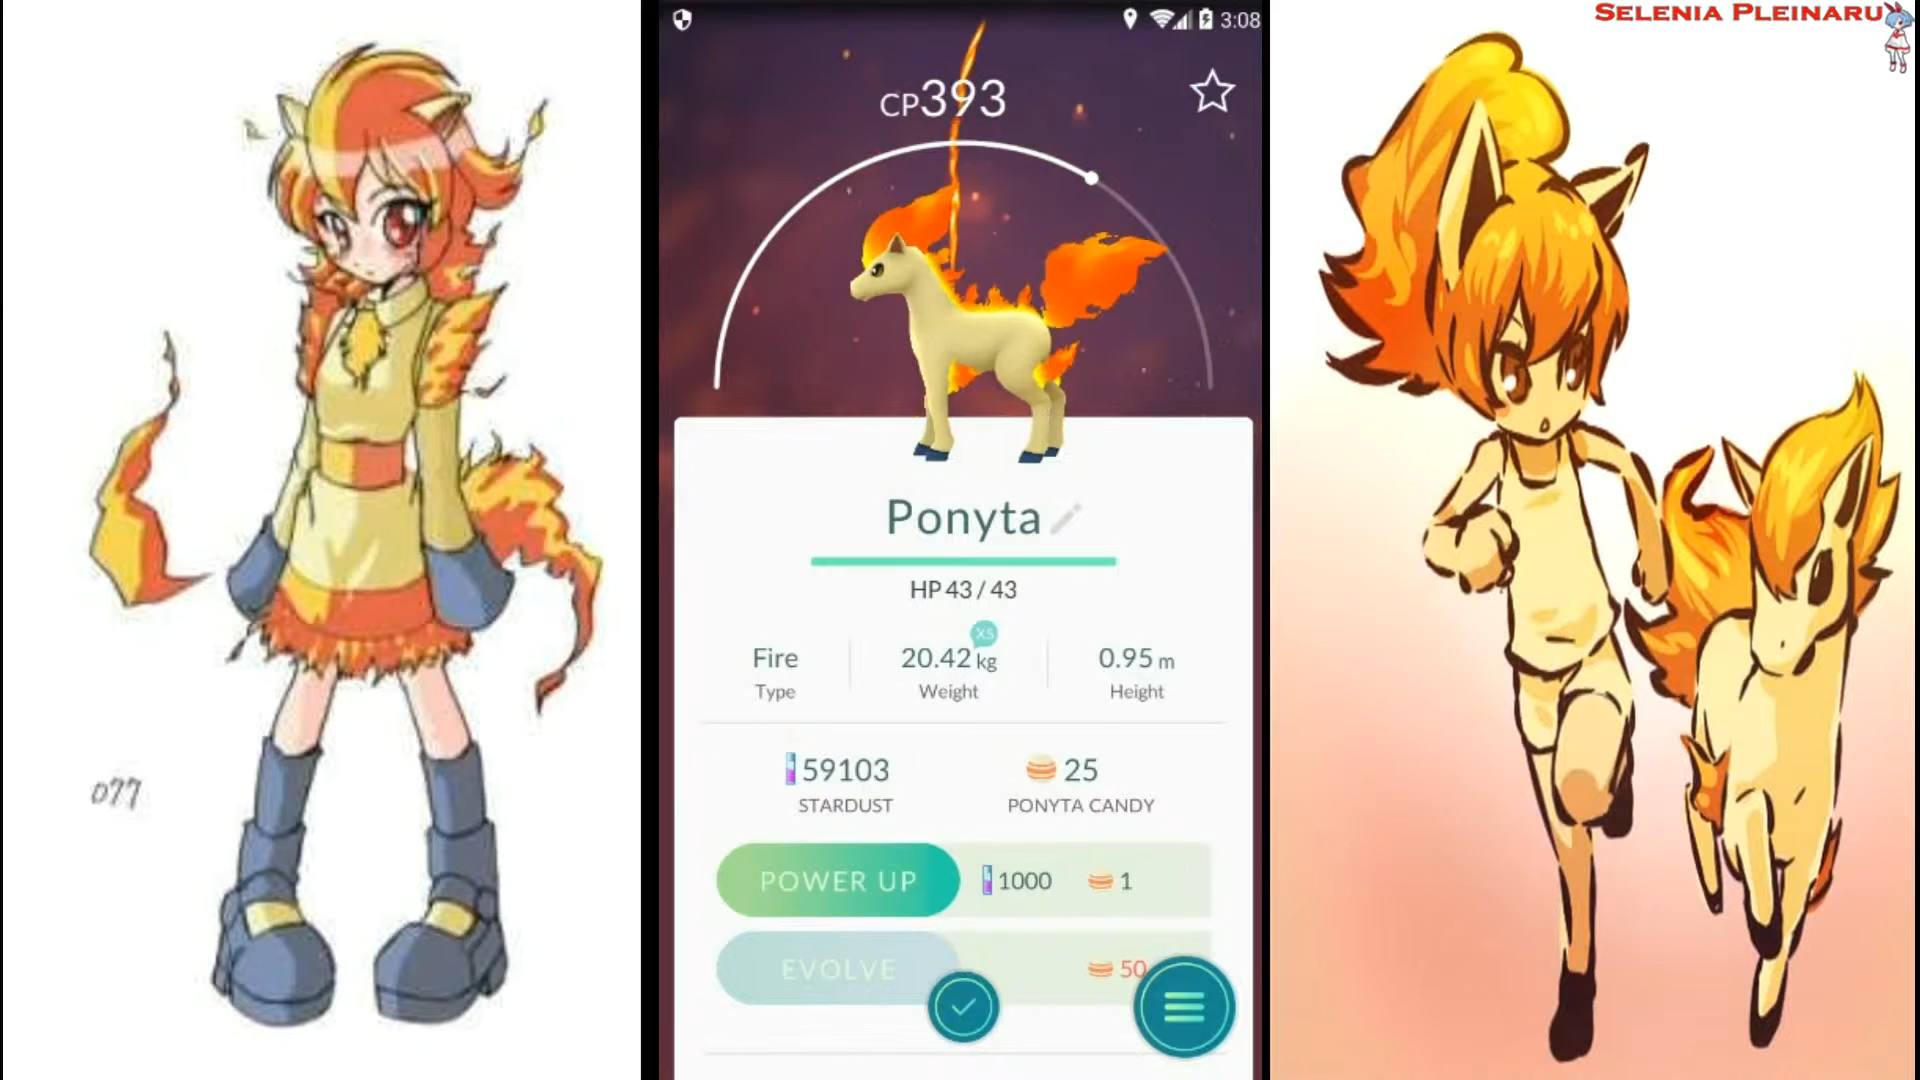 SELENIA PLEINARU
3:08
CP393
Ponyta
HP 43 / 43
XS
Fire
20.42 kg
0.95 m
Type
Weight
Height
59103
25
STARDUST
PONYTA CANDY
POWER UP
1000
1
EVOLVE
50
077